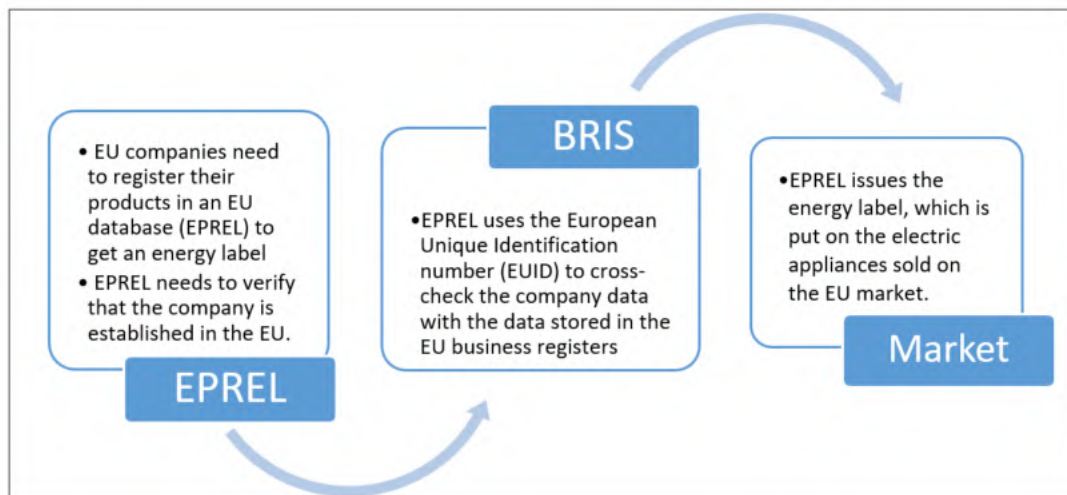 • EU companies need
to register their
products in an EU
database (EPREL) to
get an energy label
• EPREL needs to verify
that the company is
established in the EU.
EPREL
BRIS
•EPREL uses the European
Unique Identification
number (EUID) to cross-
check the company data
with the data stored in the
EU business registers
•EPREL issues the
energy label, which is
put on the electric
appliances sold on
the EU market.
Market